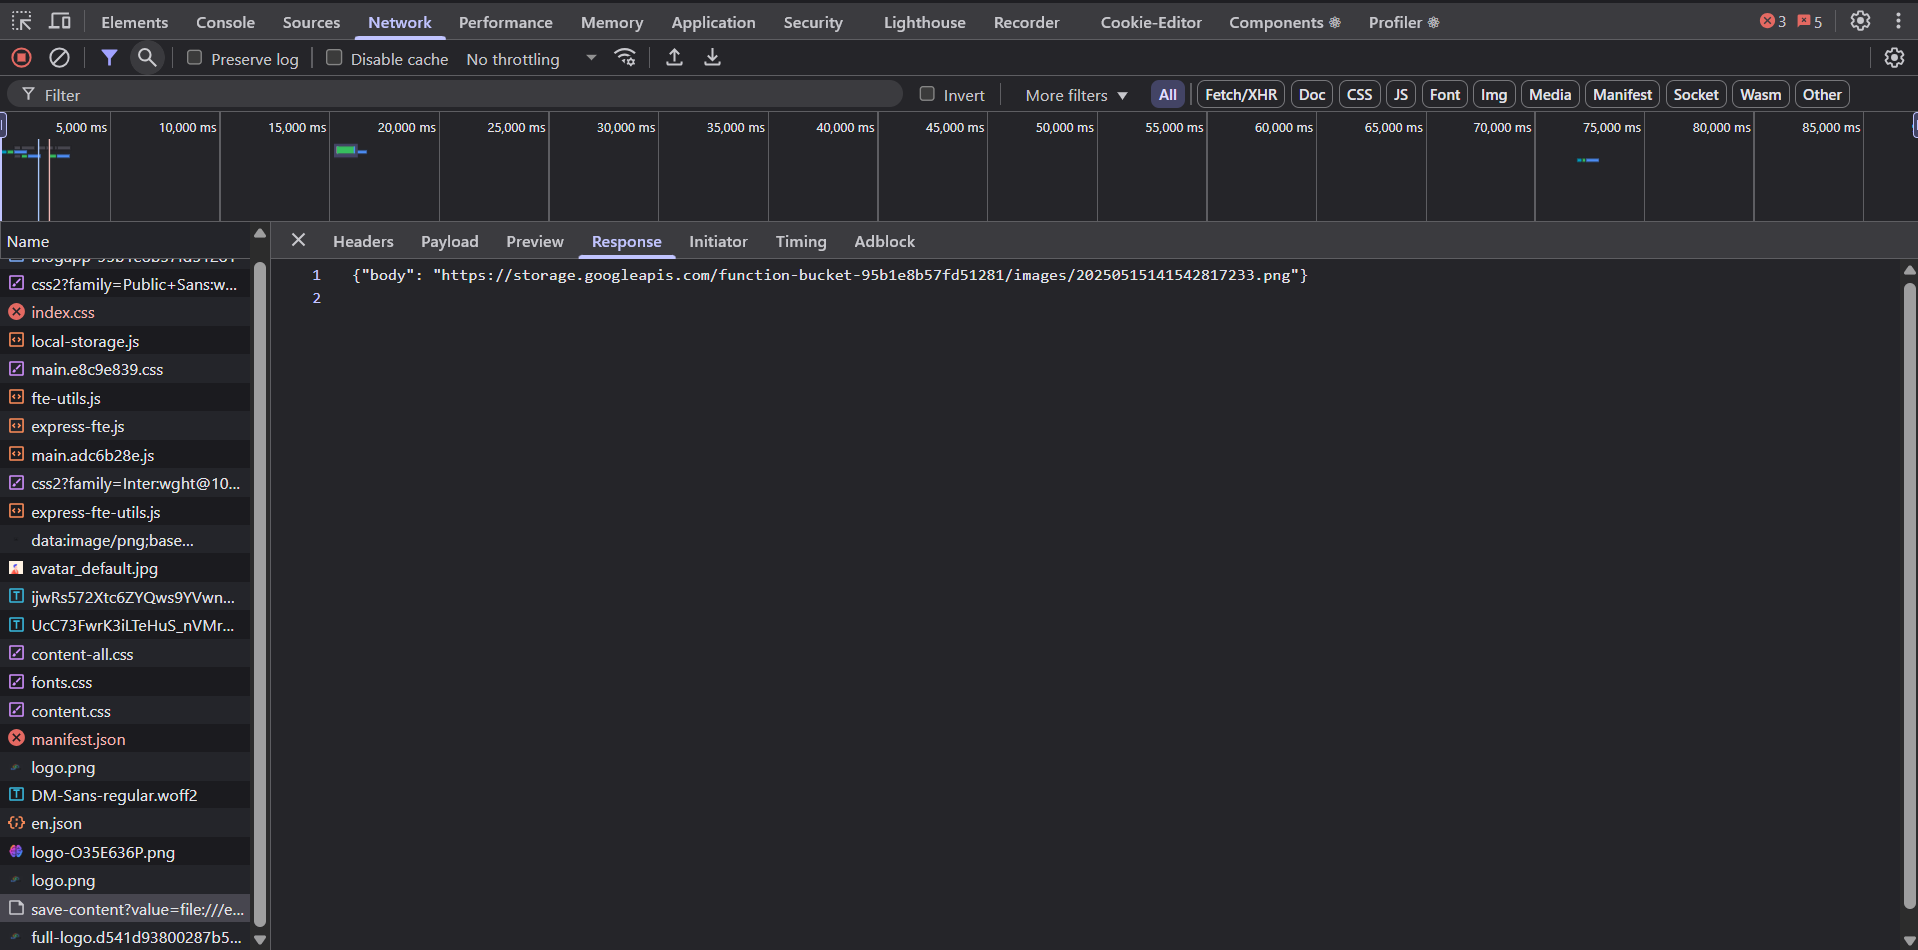 Elements Console Sources Network Performance Memory Application Security Lighthouse Recorder Cookie-Editor Components Profiler 3 5
Preserve log Disable cache No throttling
Filter Invert More filters All Fetch/XHR Doc CSS JS Font Img Media Manifest Socket Wasm Other
5,000 ms 10,000 ms 15,000 ms 20,000 ms 25,000 ms 30,000 ms 35,000 ms 40,000 ms 45,000 ms 50,000 ms 55,000 ms 60,000 ms 65,000 ms 70,000 ms 75,000 ms 80,000 ms 85,000 ms
Name
css2?family=Public+Sans:w...
index.css
local-storage.js
main.e8c9e839.css
fte-utils.js
express-fte.js
main.adc6b28e.js
css2?family=Inter:wght@10...
express-fte-utils.js
data:image/png;base...
avatar_default.jpg
ijwRs572Xtc6ZYQws9YVwn...
UcC73FwrK3iLTeHuS_nVMr...
content-all.css
fonts.css
content.css
manifest.json
logo.png
DM-Sans-regular.woff2
en.json
logo-O35E636P.png
logo.png
save-content?value=file:///e...
full-logo.d541d93800287b5...
Headers Payload Preview Response Initiator Timing Adblock
1 {"body": "https://storage.googleapis.com/function-bucket-95b1e8b57fd51281/images/20250515141542817233.png"}
2